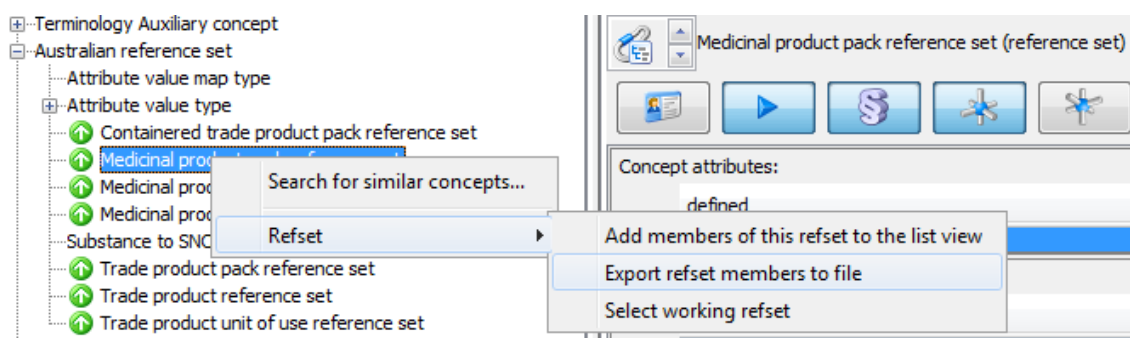 Terminology Auxiliary concept
Australian reference set
Attribute value map type
Attribute value type
Containered trade product pack reference set
Medicinal
Medicinal
Medicinal
Substance to
Trade product pack reference set
Trade product reference set
Trade product unit of use reference set
Search for similar concepts...
Refset
Add members of this refset to the list view
Export refset members to file
Select working refset
Medicinal product pack reference set (reference set)
Concept attributes:
defined